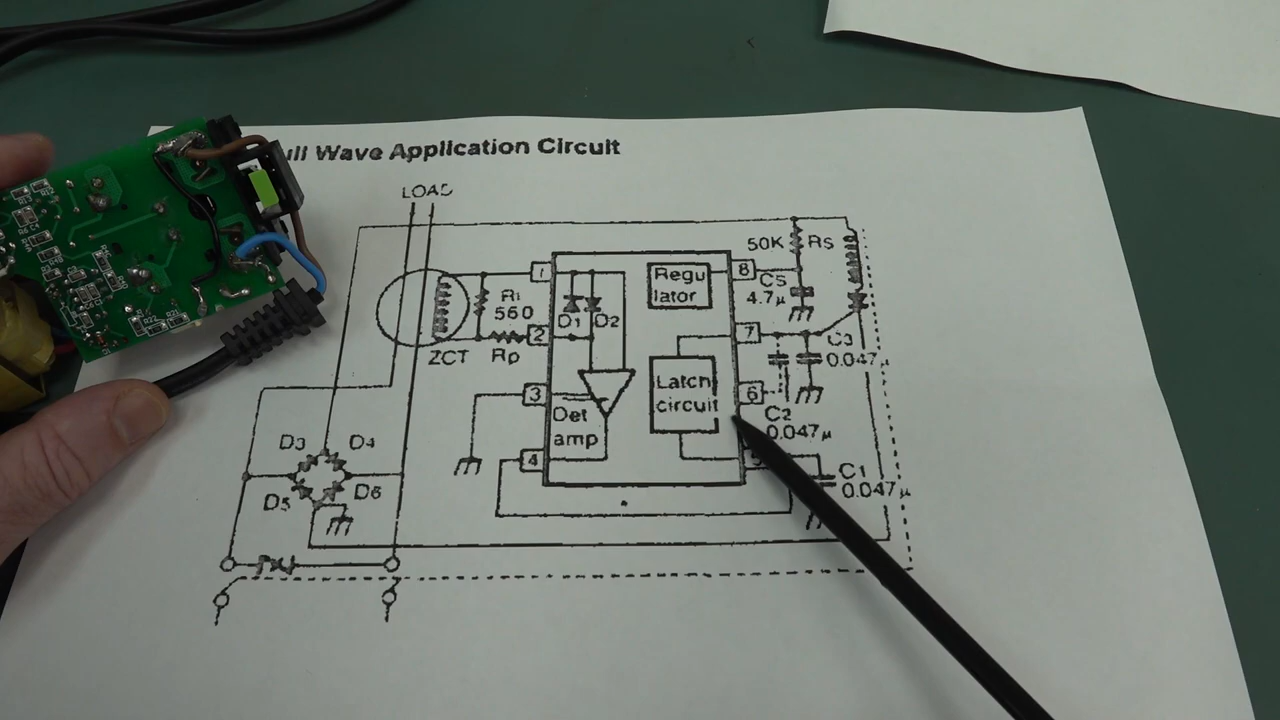 ull Wave Application Circuit
LOAD
50K
Rs
1
Regu
lator
8
Cs
4.7μ
R1
560
D1
D2
2
7
ZCT
Rp
C3
0.047μ
3
Latch
circuit
6
Det
amp
C2
0.047μ
D3
D4
4
C1
0.047μ
D5
D6